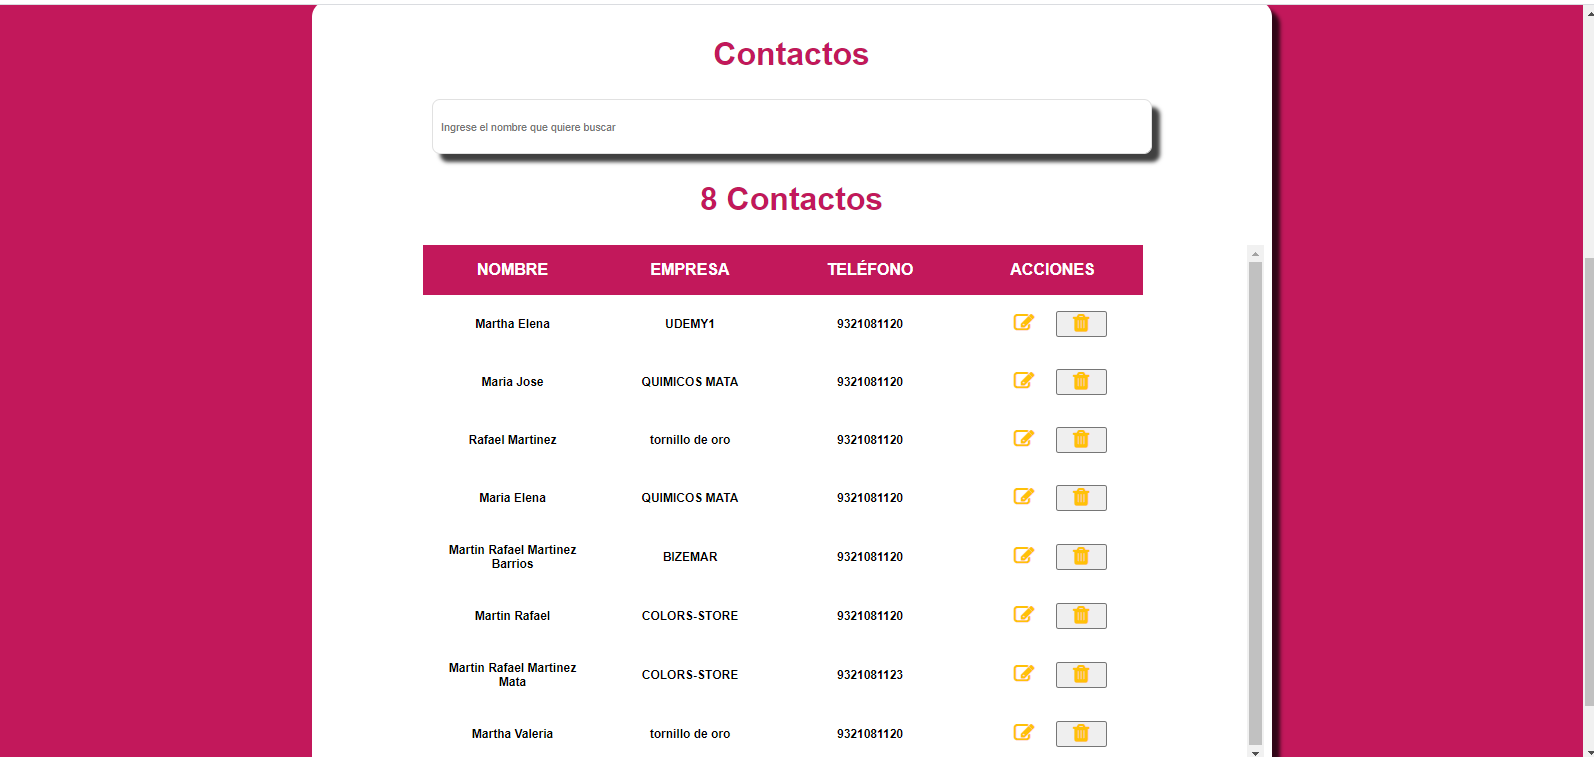 Contactos
Ingrese el nombre que quiere buscar
8 Contactos
NOMBRE EMPRESA TELÉFONO ACCIONES
Martha Elena UDEMY1 9321081120
Maria Jose QUIMICOS MATA 9321081120
Rafael Martinez tornillo de oro 9321081120
Maria Elena QUIMICOS MATA 9321081120
Martin Rafael Martinez
Barrios BIZEMAR 9321081120
Martin Rafael COLORS-STORE 9321081120
Martin Rafael Martinez
Mata COLORS-STORE 9321081123
Martha Valeria tornillo de oro 9321081120